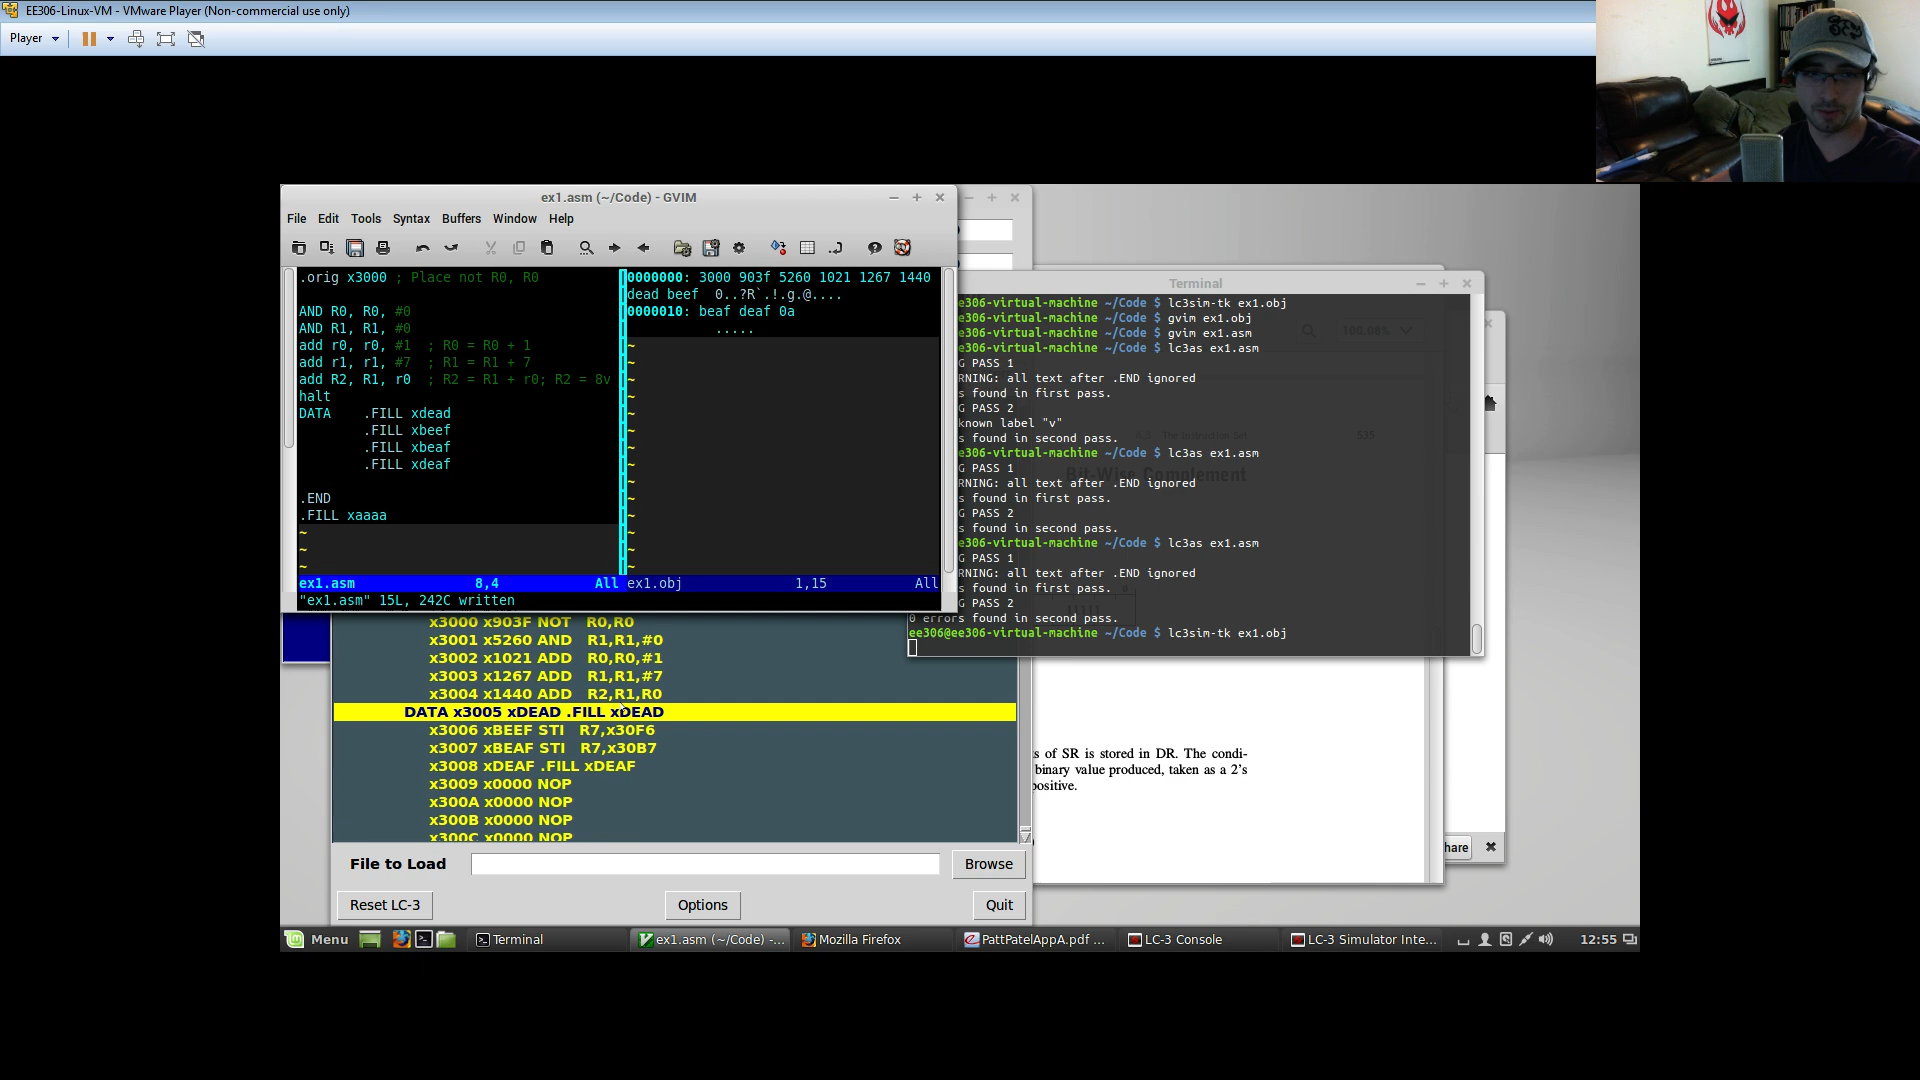 EE306-Linux-VM - VMware Player (Non-commercial use only)
Player
ex1.asm (~/Code) - GVIM
File Edit Tools Syntax Buffers Window Help
.orig x3000 ; Place not R0, R0
AND R0, R0, #0
AND R1, R1, #0
add r0, r0, #1 ; R0 = R0 + 1
add r1, r1, #7 ; R1 = R1 + 7
add R2, R1, r0 ; R2 = R1 + r0; R2 = 8v
halt
DATA .FILL xdead
.FILL xbeef
.FILL xbeaf
.FILL xdeaf
.END
.FILL xaaaa
~
~
~
ex1.asm 8,4 All
"ex1.asm" 15L, 242C written
0000000: 3000 903f 5260 1021 1267 1440
dead beef 0..?R`.!.g.@....
0000010: beaf deaf 0a
.....
~
~
~
~
~
~
~
~
~
~
~
~
~
~
ex1.obj 1,15 All
Terminal
e306-virtual-machine ~/Code $ lc3sim-tk ex1.obj
e306-virtual-machine ~/Code $ gvim ex1.obj
e306-virtual-machine ~/Code $ gvim ex1.asm
e306-virtual-machine ~/Code $ lc3as ex1.asm
G PASS 1
RNING: all text after .END ignored
s found in first pass.
G PASS 2
known label "v"
s found in second pass.
e306-virtual-machine ~/Code $ lc3as ex1.asm
G PASS 1
RNING: all text after .END ignored
s found in first pass.
G PASS 2
s found in second pass.
e306-virtual-machine ~/Code $ lc3as ex1.asm
G PASS 1
RNING: all text after .END ignored
s found in first pass.
G PASS 2
0 errors found in second pass.
ee306@ee306-virtual-machine ~/Code $ lc3sim-tk ex1.obj
100.98%
The Instruction Set 535
Bit-Wise Complement
x3000 x903F NOT R0,R0
x3001 x5260 AND R1,R1,#0
x3002 x1021 ADD R0,R0,#1
x3003 x1267 ADD R1,R1,#7
x3004 x1440 ADD R2,R1,R0
DATA x3005 xDEAD .FILL xDEAD
x3006 xBEEF STI R7,x30F6
x3007 xBEAF STI R7,x30B7
x3008 xDEAF .FILL xDEAF
x3009 x0000 NOP
x300A x0000 NOP
x300B x0000 NOP
x300C x0000 NOP
s of SR is stored in DR. The condi-
binary value produced, taken as a 2's
positive.
File to Load Browse
Reset LC-3 Options Quit
hare
Menu Terminal ex1.asm (~/Code) -... Mozilla Firefox PattPatelAppA.pdf ... LC-3 Console LC-3 Simulator Inte... 12:55